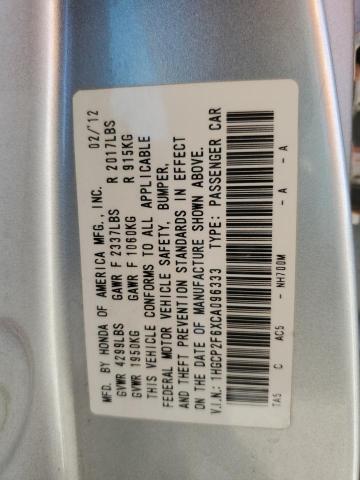 MFD. BY HONDA OF AMERICA MFG., INC. 02/12
GVWR 4299LBS GAWR F 2337LBS R 2017LBS
GVWR 1950KG GAWR F 1060KG R 915KG
THIS VEHICLE CONFORMS TO ALL APPLICABLE
FEDERAL MOTOR VEHICLE SAFETY, BUMPER,
AND THEFT PREVENTION STANDARDS IN EFFECT
ON THE DATE OF MANUFACTURE SHOWN ABOVE.
V.I.N.: 1HGCP2F6XCA096333 TYPE: PASSENGER CAR
TA5 C AC5 - NH700M - A - A